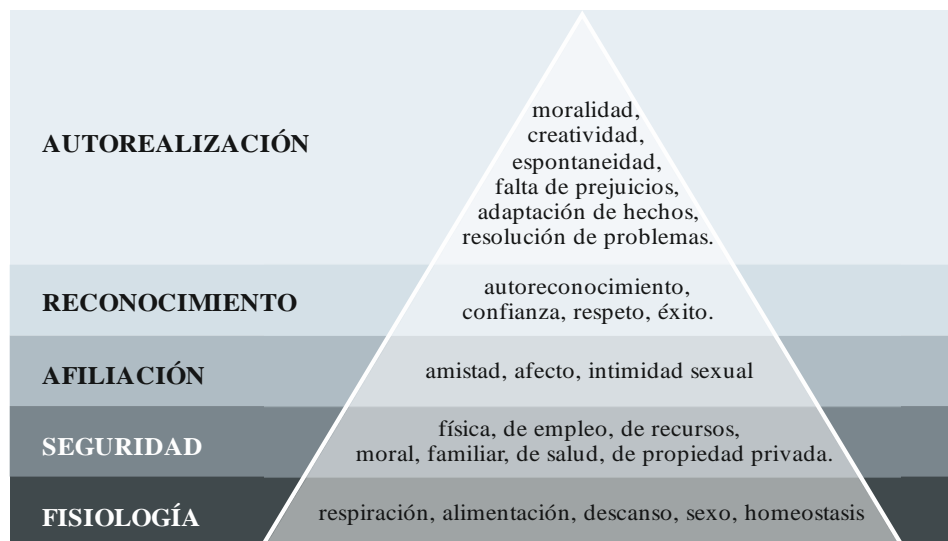 AUTOREALIZACIÓN
moralidad,
creatividad,
espontaneidad,
falta de prejuicios,
adaptación de hechos,
resolución de problemas.
RECONOCIMIENTO
autoreconocimiento,
confianza, respeto, éxito.
AFILIACIÓN
amistad, afecto, intimidad sexual
SEGURIDAD
física, de empleo, de recursos,
moral, familiar, de salud, de propiedad privada.
FISIOLOGÍA
respiración, alimentación, descanso, sexo, homeostasis